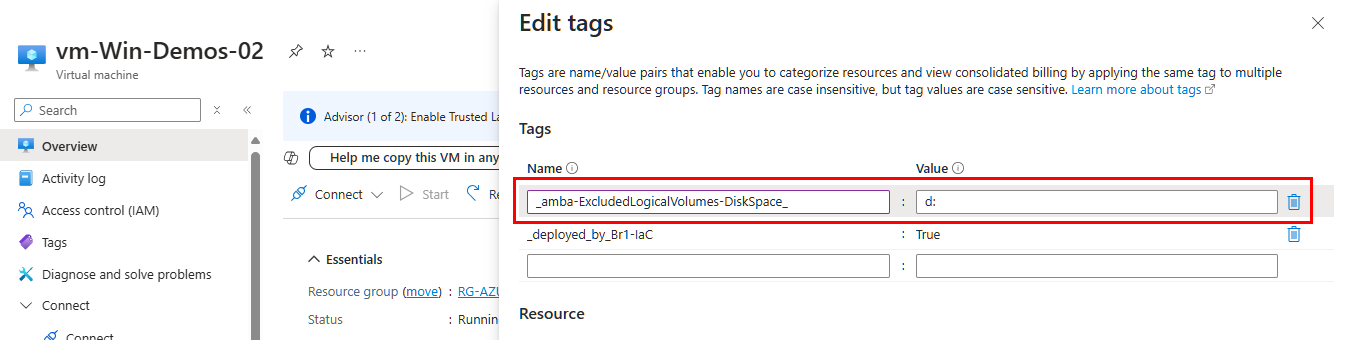 vm-Win-Demos-02
Virtual machine
Search
Overview
Activity log
Access control (IAM)
Tags
Diagnose and solve problems
Connect
Connect
Advisor (1 of 2): Enable Trusted La
Help me copy this VM in any
Connect
Start
Re
Essentials
Resource group (move) : RG-AZU
Status : Runnin
Edit tags
Tags are name/value pairs that enable you to categorize resources and view consolidated billing by applying the same tag to multiple
resources and resource groups. Tag names are case insensitive, but tag values are case sensitive. Learn more about tags
Tags
Name Value
_amba-ExcludedLogicalVolumes-DiskSpace_ : d:
_deployed_by_Br1-IaC : True
:
Resource